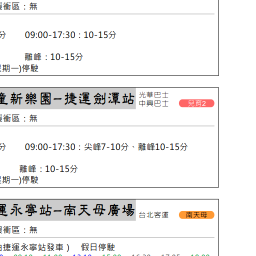 緩衝區：無
分 09:00-17:30 : 10-15分
離峰 : 10-15分
期一)停駛
童新樂園-捷運劍潭站
光華巴士
中興巴士
兒育2
衝區：無
分 09:00-17:30 : 尖峰7-10分、離峰10-15分
離峰 : 10-15分
期一)停駛
運永寧站-南天母廣場
台北客運
南天母
衝區：無
捷運永寧站發車） 假日停駛